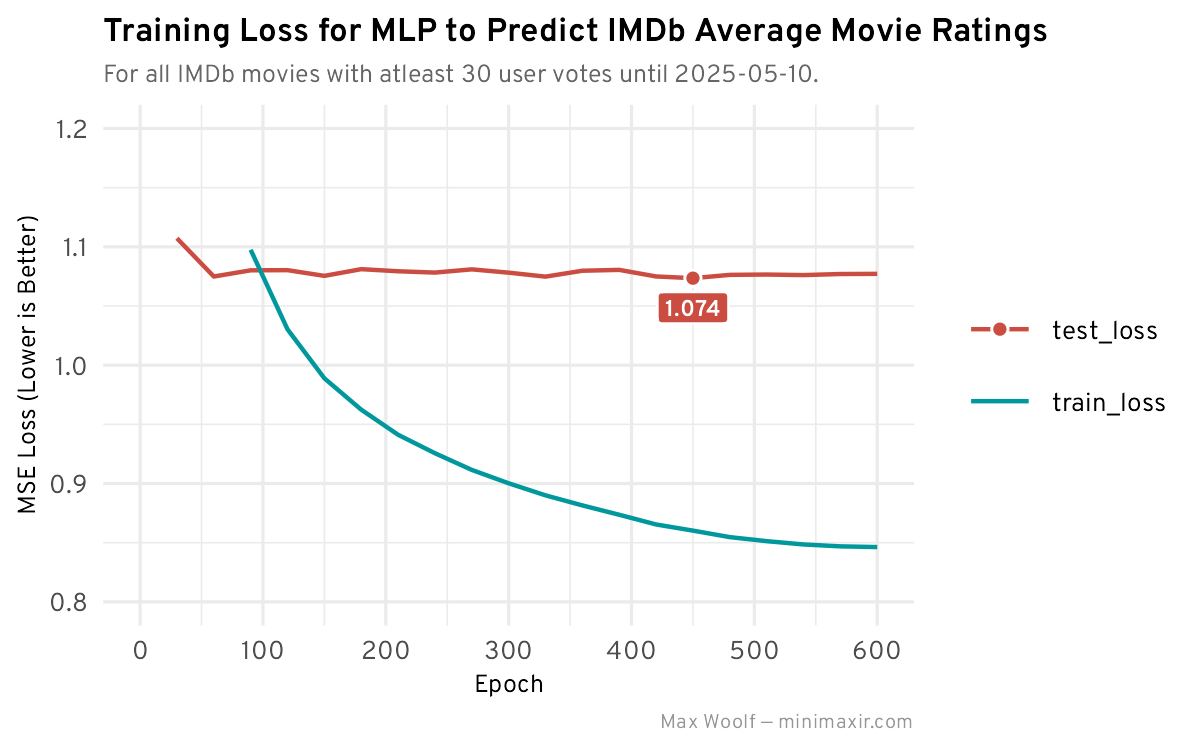 Training Loss for MLP to Predict IMDb Average Movie Ratings
For all IMDb movies with atleast 30 user votes until 2025-05-10.
MSE Loss (Lower is Better)
1.2
1.1
1.0
0.9
0.8
1.074
test_loss
train_loss
0 100 200 300 400 500 600
Epoch
Max Woolf — minimaxir.com